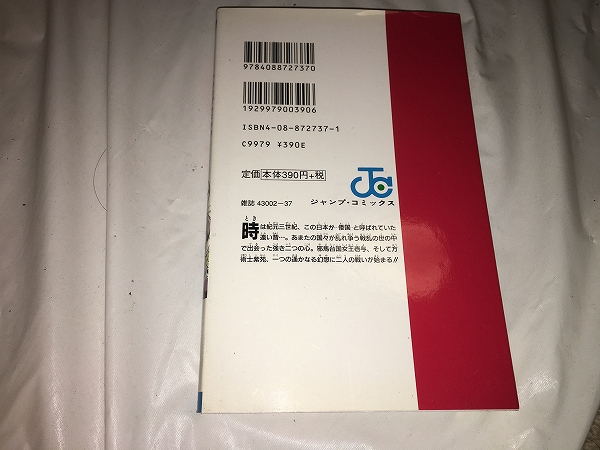 9784088727370
1929979003906
ISBN4-08-872737-1
C9979 ¥390E
定価 本体390円+税
雑誌 43002-37
JC
ジャンプ・コミックス
とき
時は紀元三世紀、この日本が“倭国”と呼ばれていた
遠い昔…。あまたの国々が乱れ争う戦乱の世の中
で出会った強き二つの心。邪馬台国女王壱与、そして方
術士紫苑、一つの遥かなる幻想に二人の戦いが始まる!!